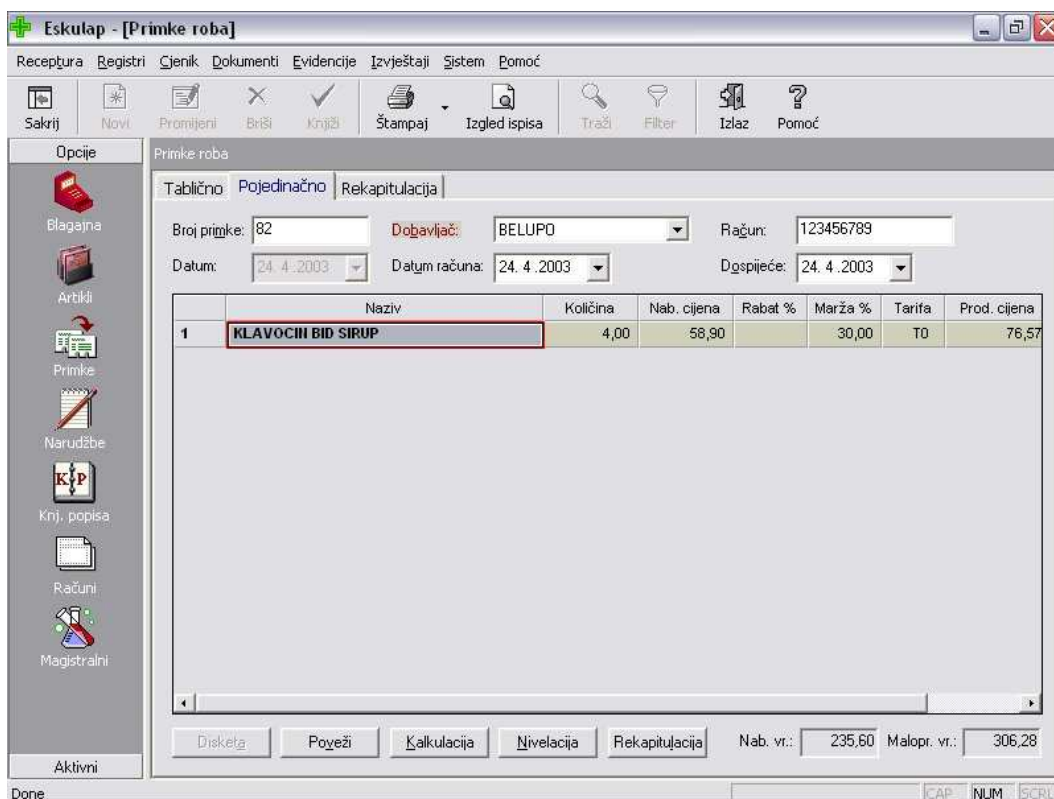 Eskulap - [Primke roba]
Receptura Registri Cjenik Dokumenti Evidencije Izvještaji Sistem Pomoć
Sakrij Novi Promijeni Briši Knjiži Štampaj Izgled ispisa Traži Filter Izlaz Pomoć
Opcije
Primke roba
Tablično Pojedinačno Rekapitulacija
Blagajna
Artikli
Primke
Narudžbe
K P
Knj. popisa
Računi
Magistralni
Aktivni
Broj primke: 82 Dobavljač: BELUPO Račun: 123456789
Datum: 24. 4 .2003 Datum računa: 24. 4 .2003 Dospijeće: 24. 4 .2003
Naziv Količina Nab. cijena Rabat % Marža % Tarifa Prod. cijena
1 KLAVOCIN BID SIRUP 4,00 58,90 30,00 T0 76,57
Disketa Poveži Kalkulacija Nivelacija Rekapitulacija Nab. vr.: 235,60 Malopr. vr.: 306,28
Done CAP NUM SCRL